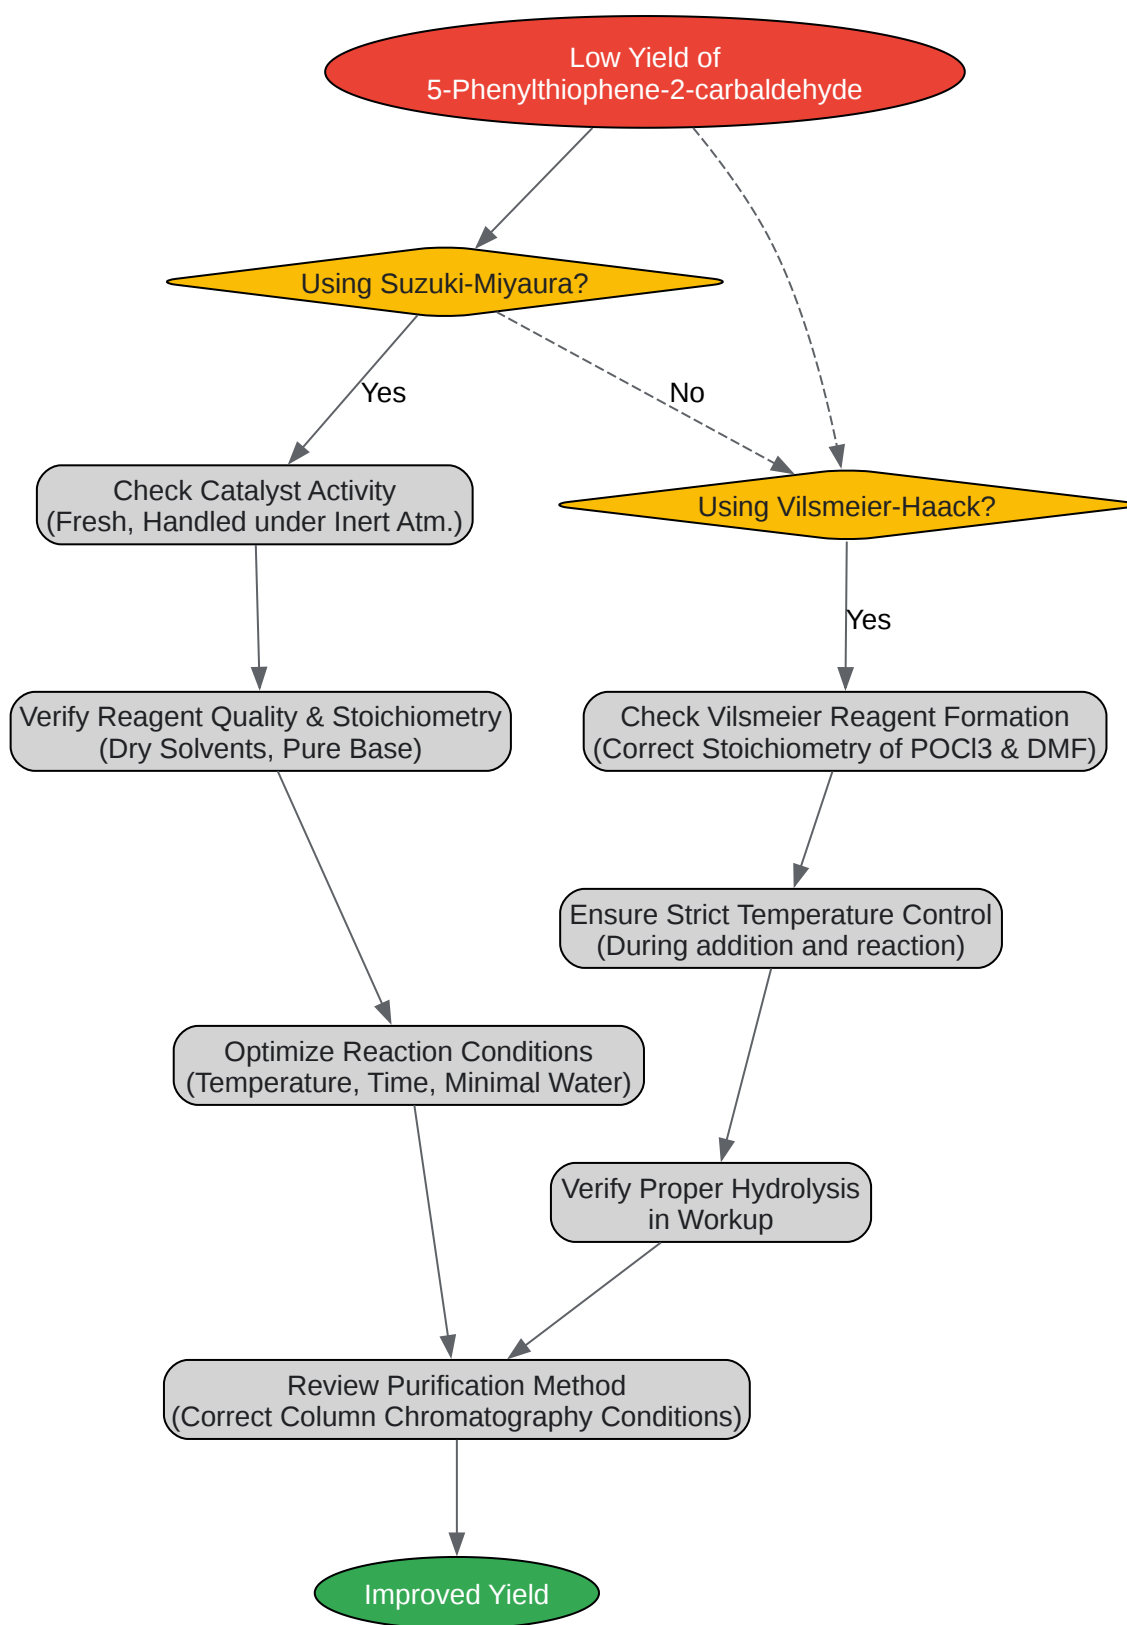 Low Yield of
5-Phenylthiophene-2-carbaldehyde
Using Suzuki-Miyaura?
Yes
No
Check Catalyst Activity
(Fresh, Handled under Inert Atm.)
Using Vilsmeier-Haack?
Yes
Verify Reagent Quality & Stoichiometry
(Dry Solvents, Pure Base)
Check Vilsmeier Reagent Formation
(Correct Stoichiometry of POCl3 & DMF)
Ensure Strict Temperature Control
(During addition and reaction)
Optimize Reaction Conditions
(Temperature, Time, Minimal Water)
Verify Proper Hydrolysis
in Workup
Review Purification Method
(Correct Column Chromatography Conditions)
Improved Yield